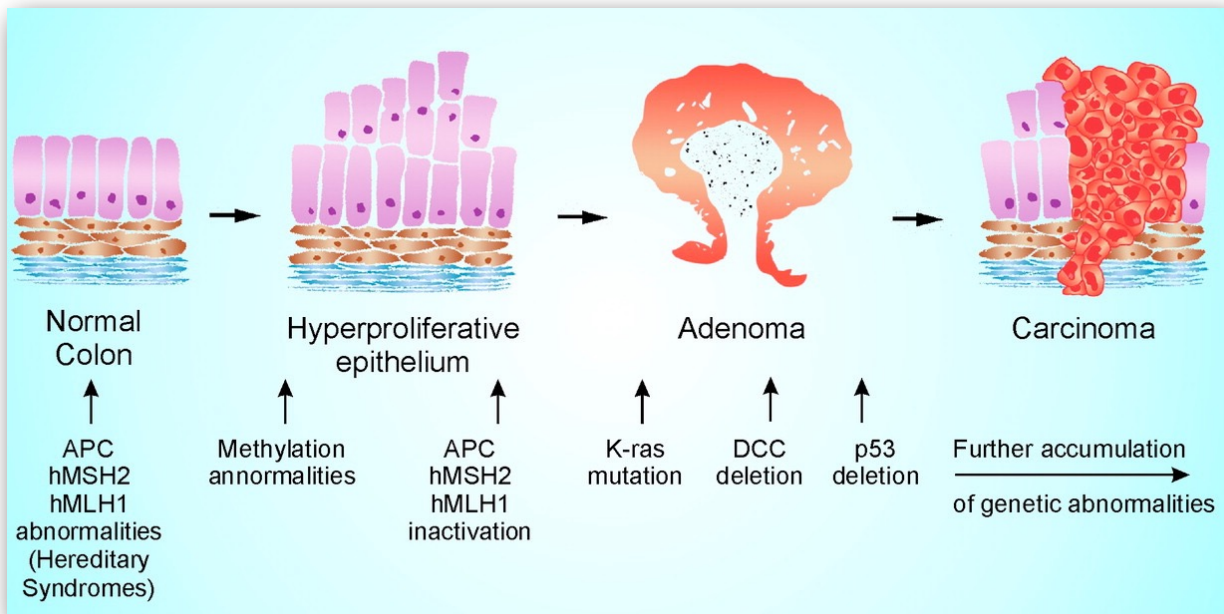 Normal
Colon
Hyperproliferative
epithelium
Adenoma
Carcinoma
APC
hMSH2
hMLH1
abnormalities
(Hereditary
Syndromes)
Methylation
annormalities
APC
hMSH2
hMLH1
inactivation
K-ras
mutation
DCC
deletion
p53
deletion
Further accumulation
of genetic abnormalities